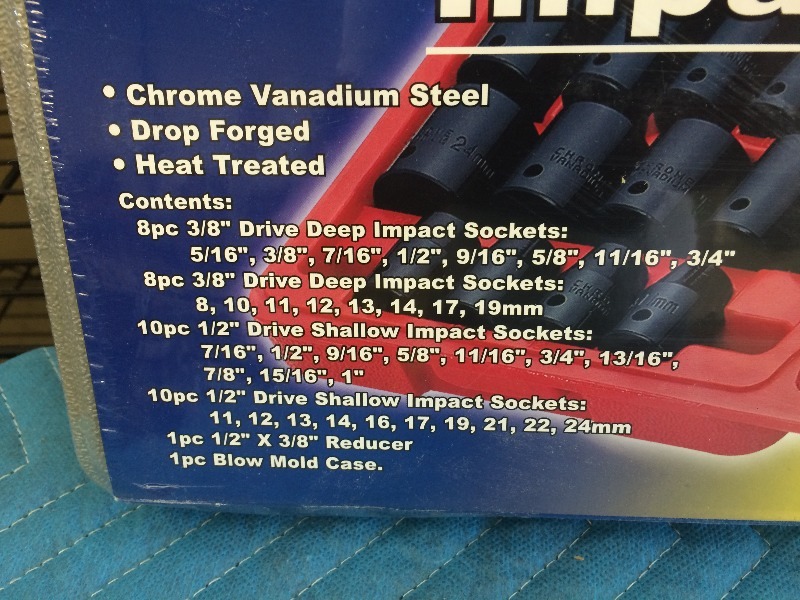 • Chrome Vanadium Steel
• Drop Forged
• Heat Treated
Contents:
8pc 3/8" Drive Deep Impact Sockets:
5/16", 3/8", 7/16", 1/2", 9/16", 5/8", 11/16", 3/4"
8pc 3/8" Drive Deep Impact Sockets:
8, 10, 11, 12, 13, 14, 17, 19mm
10pc 1/2" Drive Shallow Impact Sockets:
7/16", 1/2", 9/16", 5/8", 11/16", 3/4", 13/16",
7/8", 15/16", 1"
10pc 1/2" Drive Shallow Impact Sockets:
11, 12, 13, 14, 16, 17, 19, 21, 22, 24mm
1pc 1/2" X 3/8" Reducer
1pc Blow Mold Case.
24mm
CHROME
VANADIUM
CHROME
VANADIUM